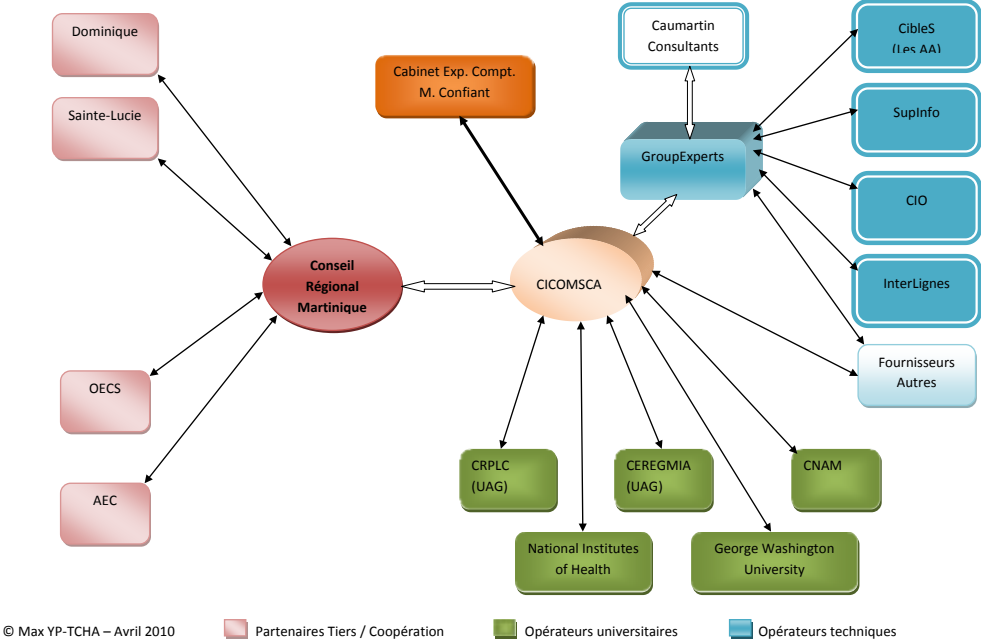 Dominique
Sainte-Lucie
Cabinet Exp. Compt.
M. Confiant
Caumartin
Consultants
CibleS
(Les AA)
SupInfo
GroupExperts
CIO
InterLignes
Conseil
Régional
Martinique
CICOMSCA
Fournisseurs
Autres
OECS
AEC
CRPLC
(UAG)
CEREGMIA
(UAG)
CNAM
National Institutes
of Health
George Washington
University
© Max YP-TCHA – Avril 2010
Partenaires Tiers / Coopération
Opérateurs universitaires
Opérateurs techniques